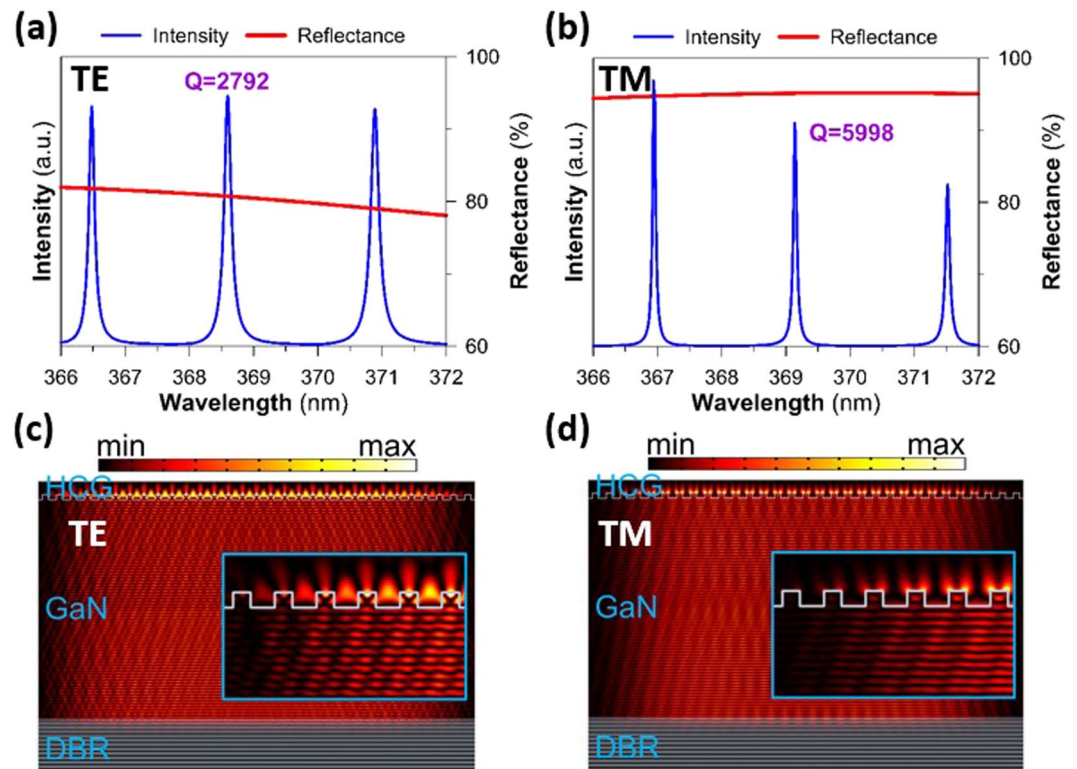 (a)
Intensity Reflectance
TE
Q=2792
100
80
60
Intensity (a.u.)
Reflectance (%)
366 367 368 369 370 371 372
Wavelength (nm)
(b)
Intensity Reflectance
TM
Q=5998
100
80
60
Intensity (a.u.)
Reflectance (%)
366 367 368 369 370 371 372
Wavelength (nm)
(c)
min max
HCG
TE
GaN
DBR
(d)
min max
HCG
TM
GaN
DBR